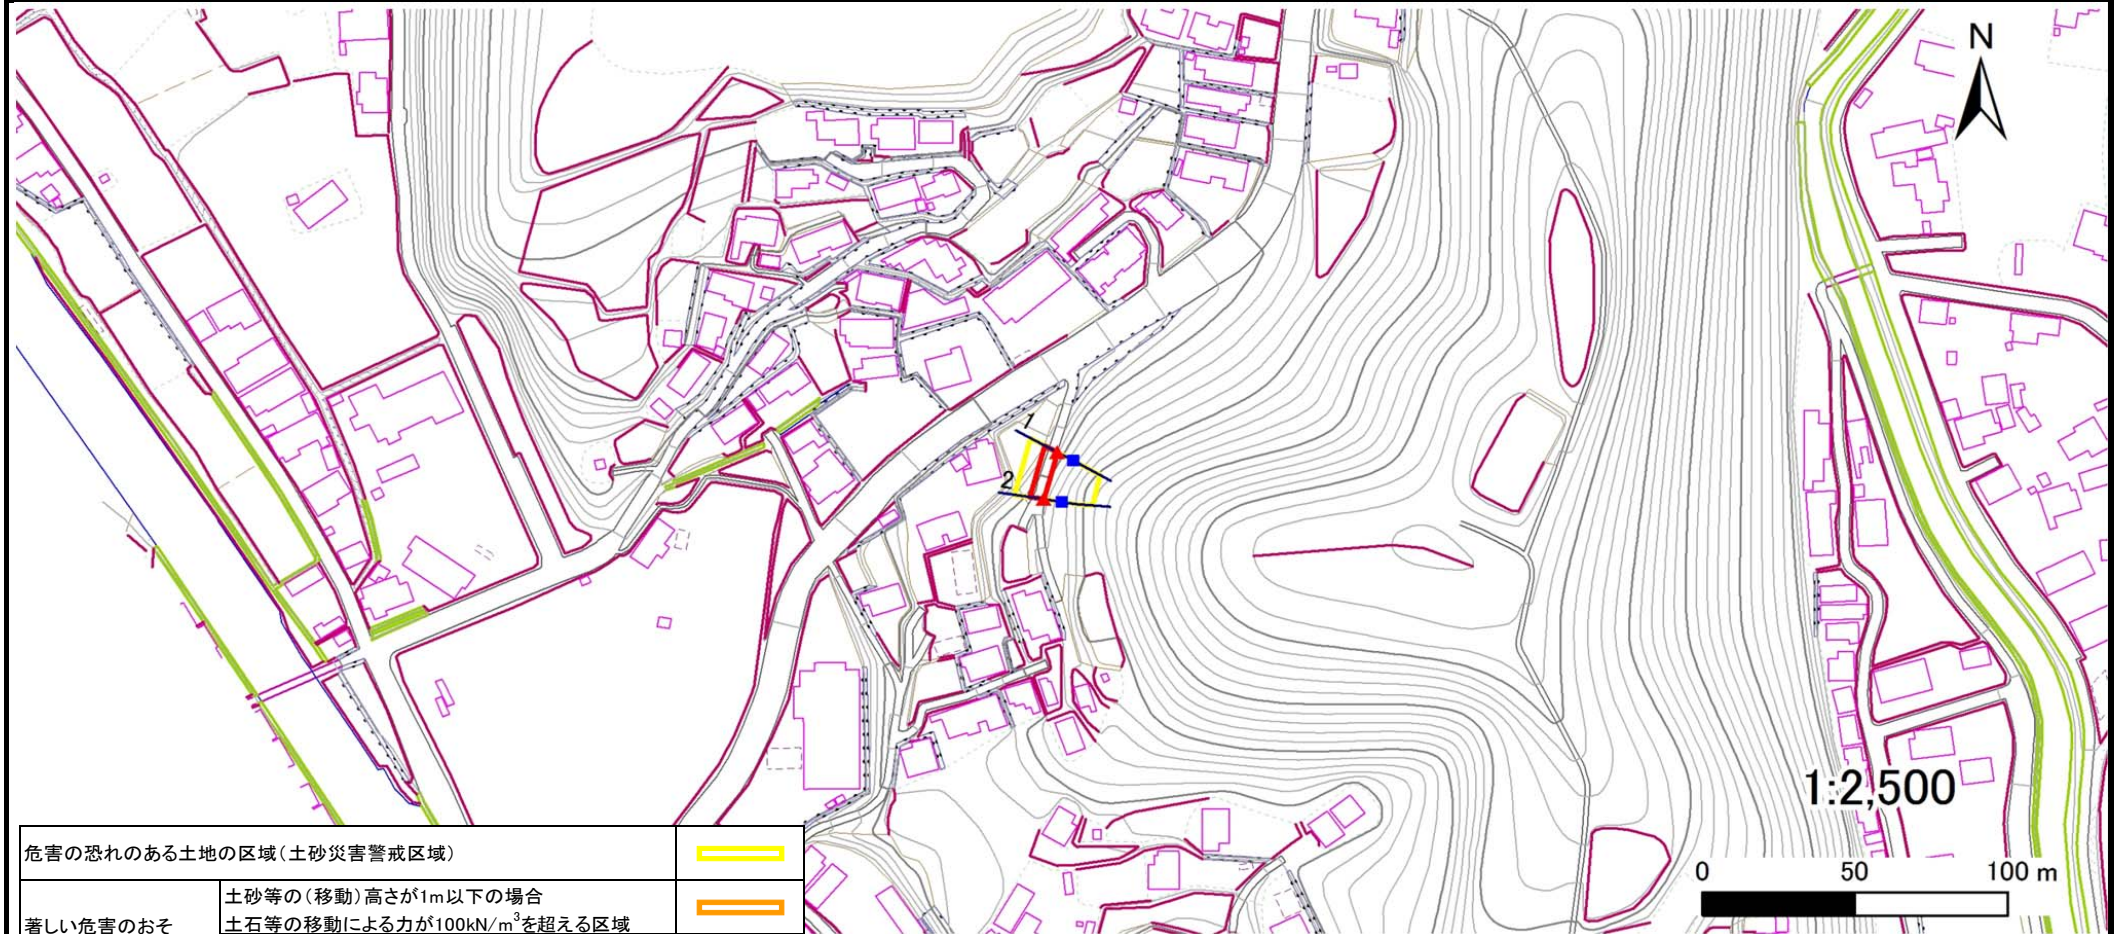 N
1
2
1:2,500
0 50 100 m
危害の恐れのある土地の区域(土砂災害警戒区域)
土砂等の(移動)高さが1m以下の場合
土石等の移動による力が100kN/m³を超える区域
著しい危害のおそ